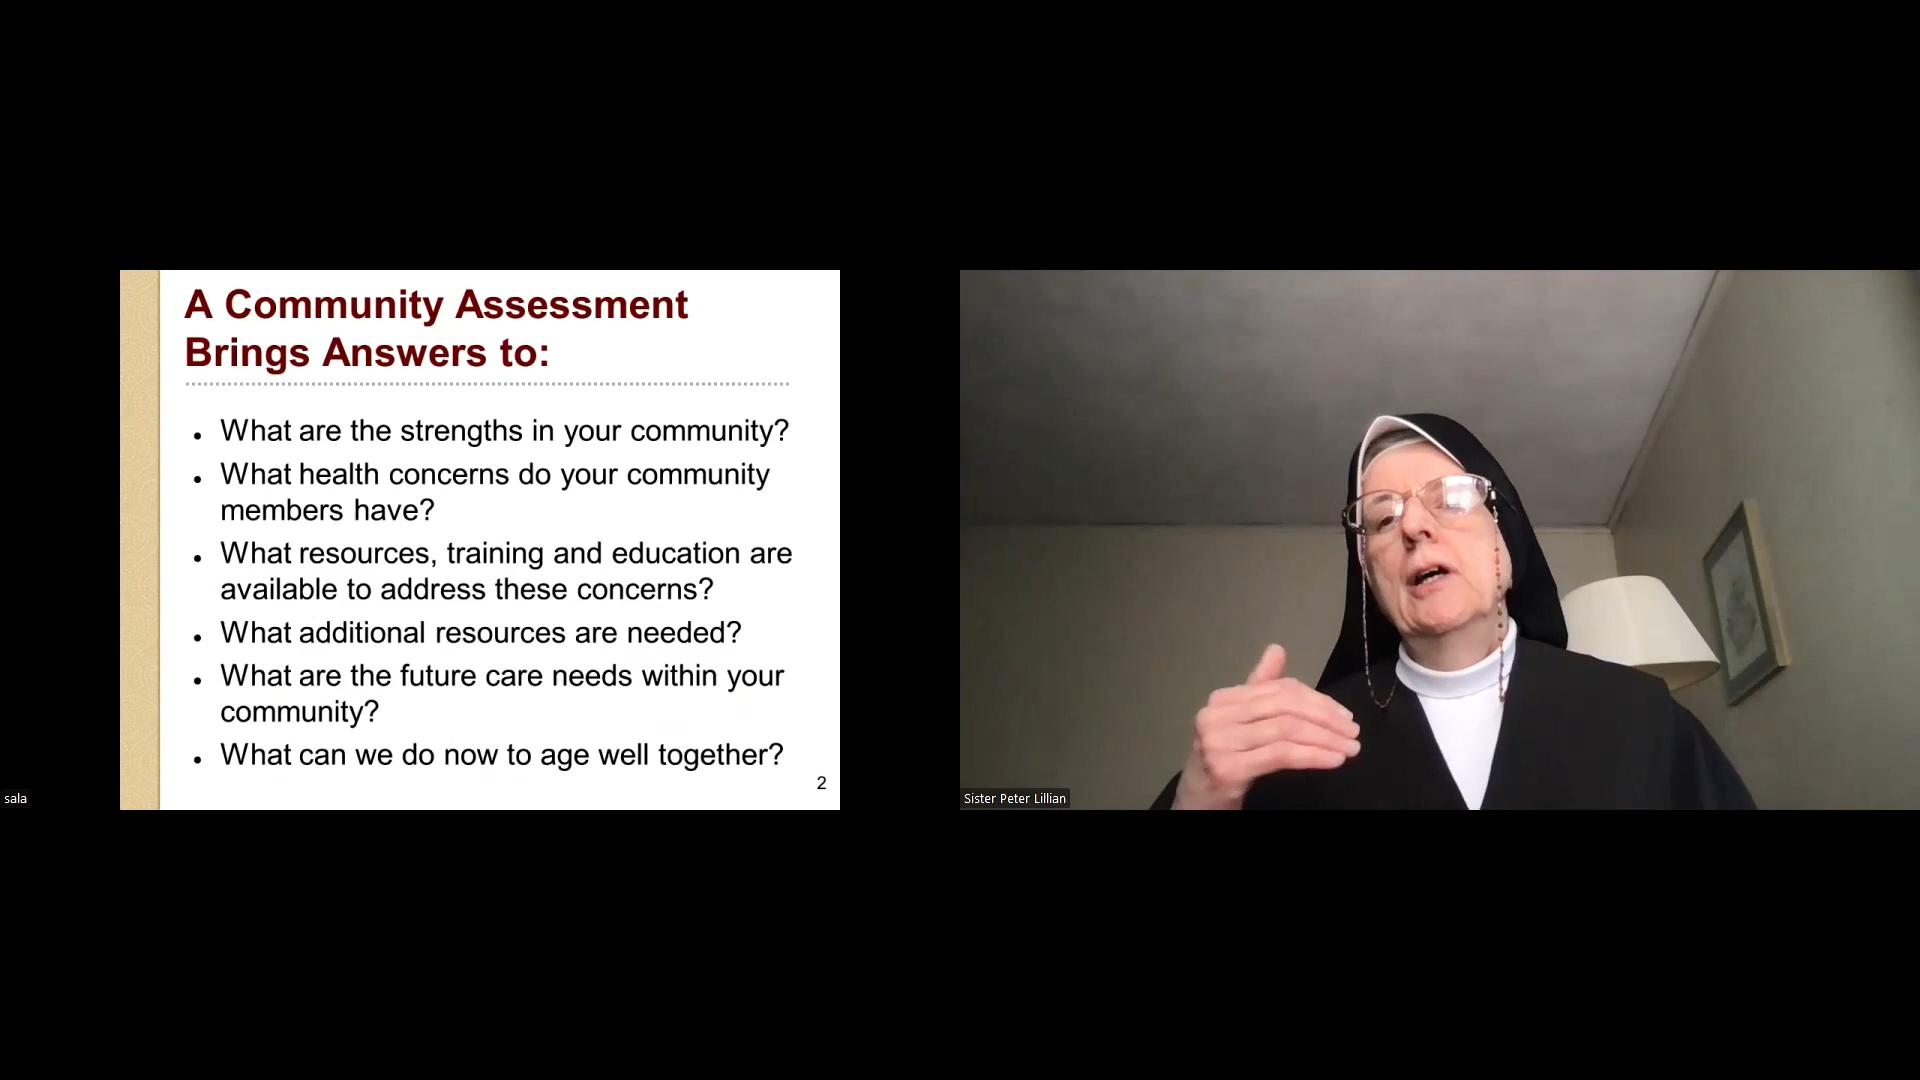 A Community Assessment
Brings Answers to:
• What are the strengths in your community?
• What health concerns do your community
members have?
• What resources, training and education are
available to address these concerns?
• What additional resources are needed?
• What are the future care needs within your
community?
• What can we do now to age well together?
2
sala
Sister Peter Lillian